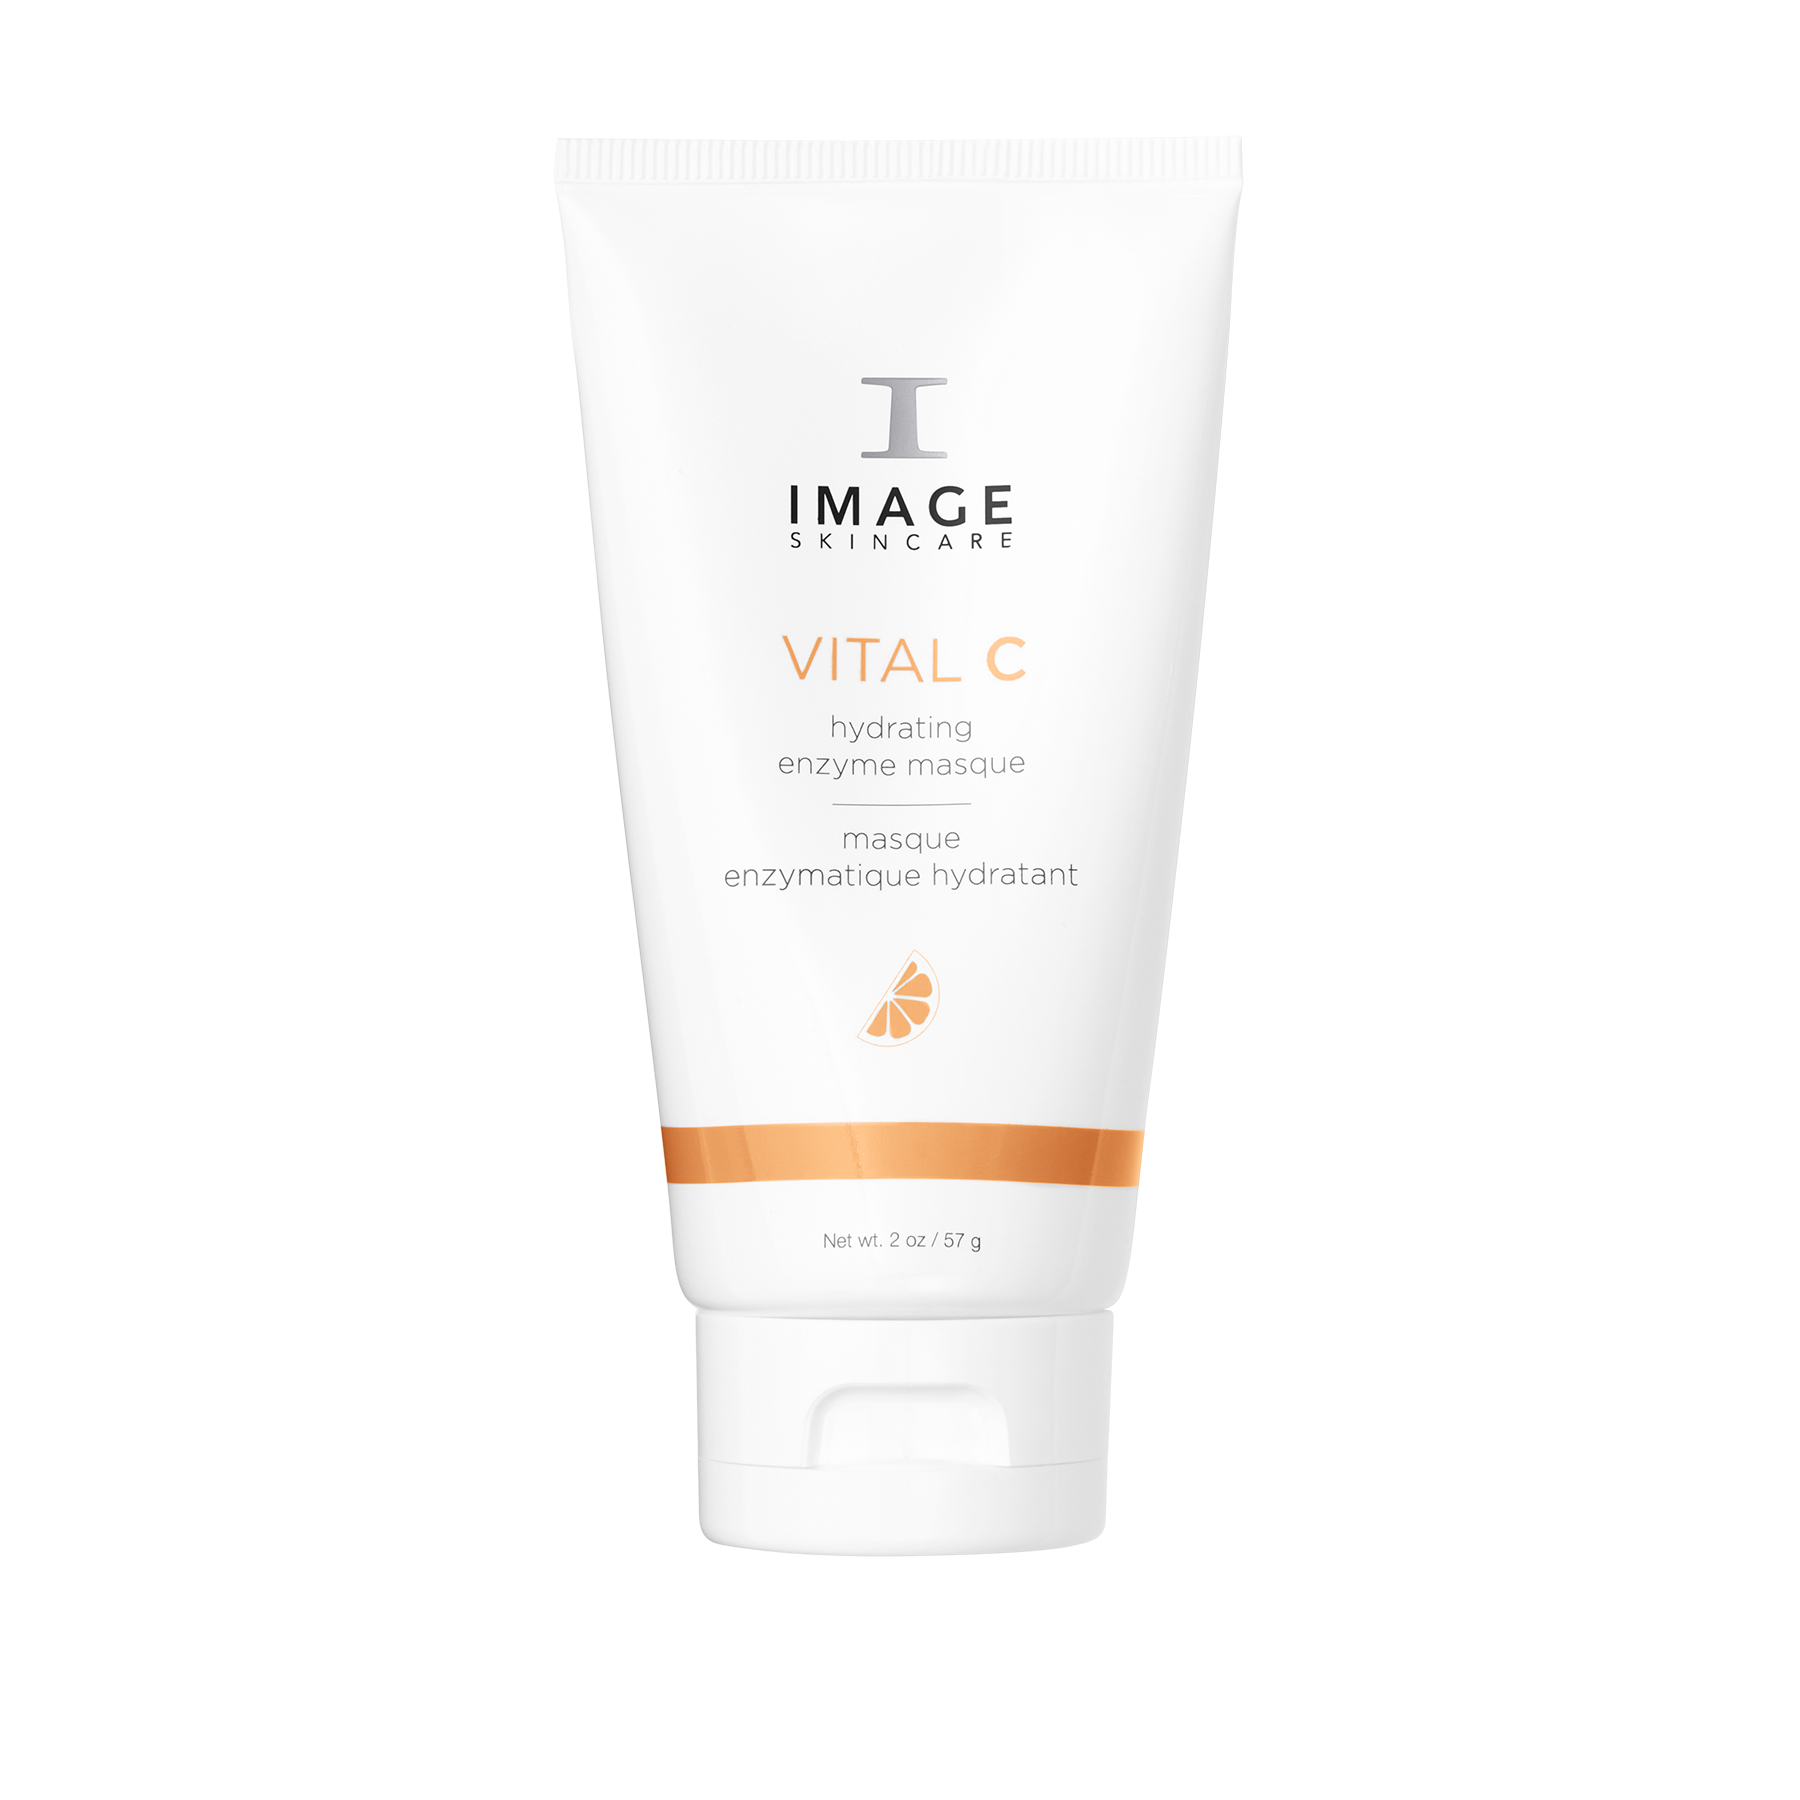 I
IMAGE
SKINCARE
VITAL C
hydrating
enzyme masque
masque
enzymatique hydratant
Net wt. 2 oz / 57 g